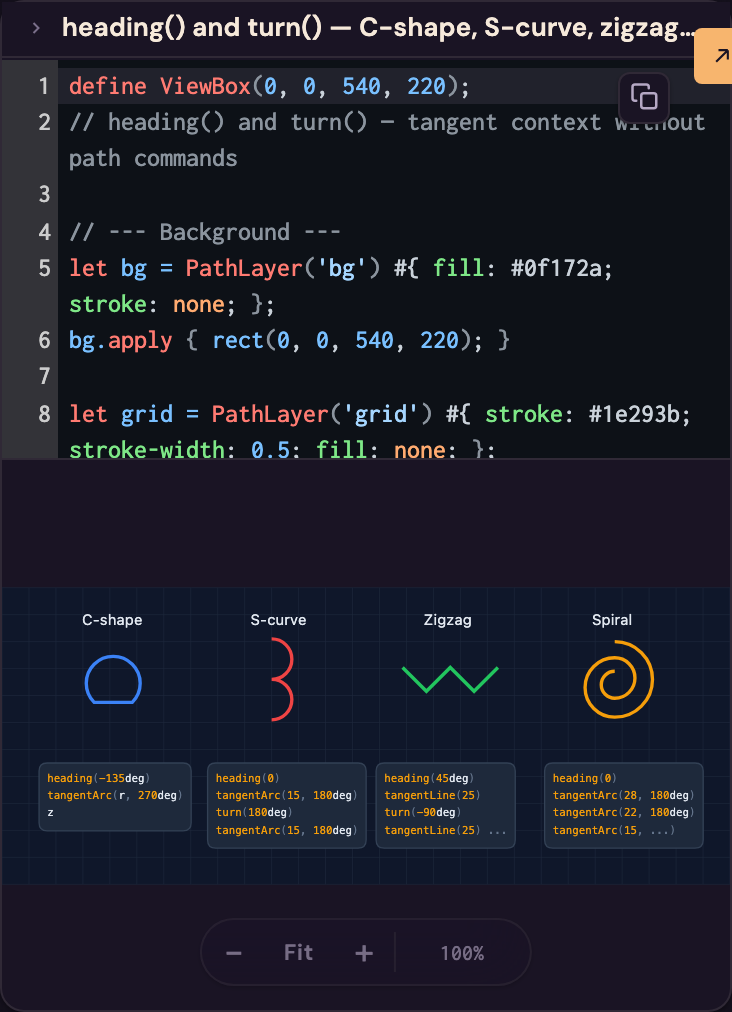 heading() and turn() — C-shape, S-curve, zigzag…
1 define ViewBox(0, 0, 540, 220);
2 // heading() and turn() — tangent context without
path commands
3
4 // --- Background ---
5 let bg = PathLayer('bg') #{ fill: #0f172a;
stroke: none; };
6 bg.apply { rect(0, 0, 540, 220); }
7
8 let grid = PathLayer('grid') #{ stroke: #1e293b;
stroke-width: 0.5; fill: none; };
C-shape
S-curve
Zigzag
Spiral
heading(-135deg)
tangentArc(r, 270deg)
z
heading(0)
tangentArc(15, 180deg)
turn(180deg)
tangentArc(15, 180deg)
heading(45deg)
tangentLine(25)
turn(-90deg)
tangentLine(25) ...
heading(0)
tangentArc(28, 180deg)
tangentArc(22, 180deg)
tangentArc(15, ...)
− Fit + 100%